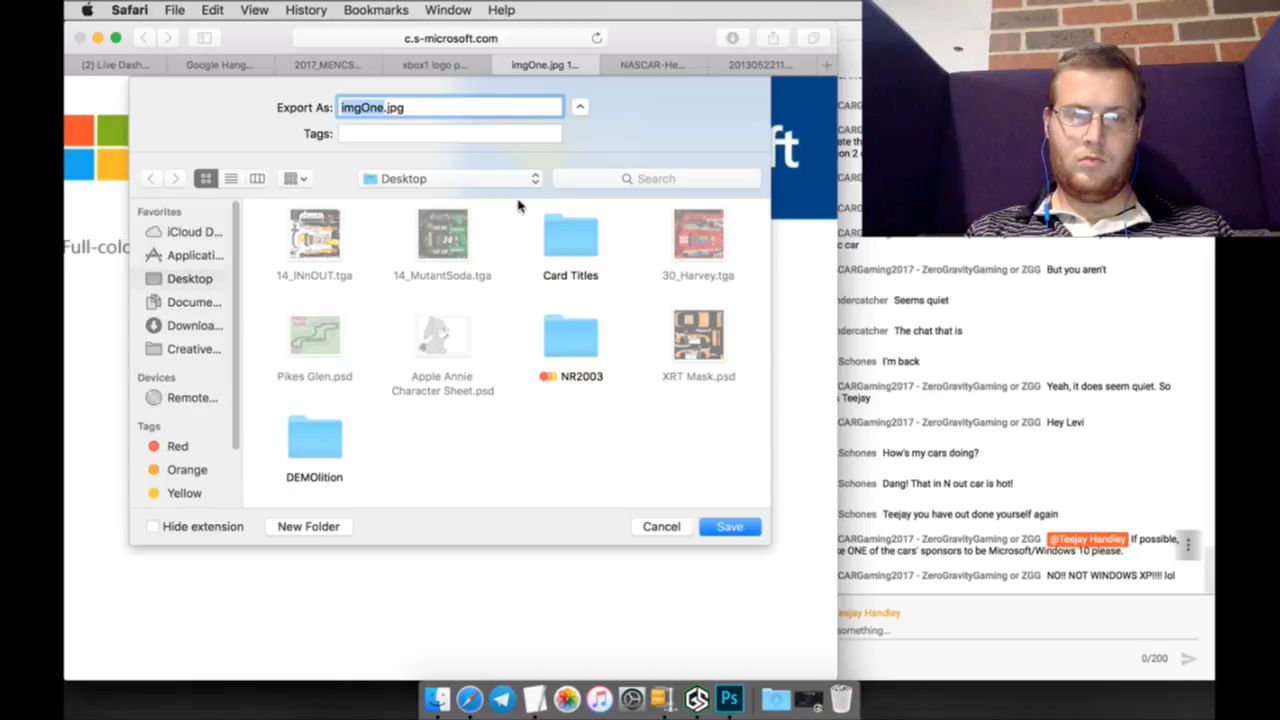 Safari File Edit View History Bookmarks Window Help
c.s-microsoft.com
(2) Live Dash... Google Hang... 2017_MENCS... xbox1 logo p... imgOne.jpg 1... NASCAR-He... 2013052211...
Export As: imgOne.jpg
Tags:
Desktop
Search
Favorites
iCloud D...
Applicati...
Desktop
Docume...
Downloa...
Creative...
Devices
Remote...
Tags
Red
Orange
Yellow
14_INnOUT.tga 14_MutantSoda.tga Card Titles 30_Harvey.tga
Pikes Glen.psd Apple Annie Character Sheet.psd NR2003 XRT Mask.psd
DEMOlition
Hide extension New Folder Cancel Save
Full-colo
ft
c car
CARGaming2017 - ZeroGravityGaming or ZGG But you aren't
ndercatcher Seems quiet
ndercatcher The chat that is
Schones I'm back
CARGaming2017 - ZeroGravityGaming or ZGG Yeah, it does seem quiet. So
s Teejay
CARGaming2017 - ZeroGravityGaming or ZGG Hey Levi
Schones How's my cars doing?
Schones Dang! That in N out car is hot!
Schones Teejay you have out done yourself again
CARGaming2017 - ZeroGravityGaming or ZGG @Teejay Handley If possible,
ke ONE of the cars' sponsors to be Microsoft/Windows 10 please.
CARGaming2017 - ZeroGravityGaming or ZGG NO!! NOT WINDOWS XP!!!! lol
eejay Handley
something...
0/200
Ps